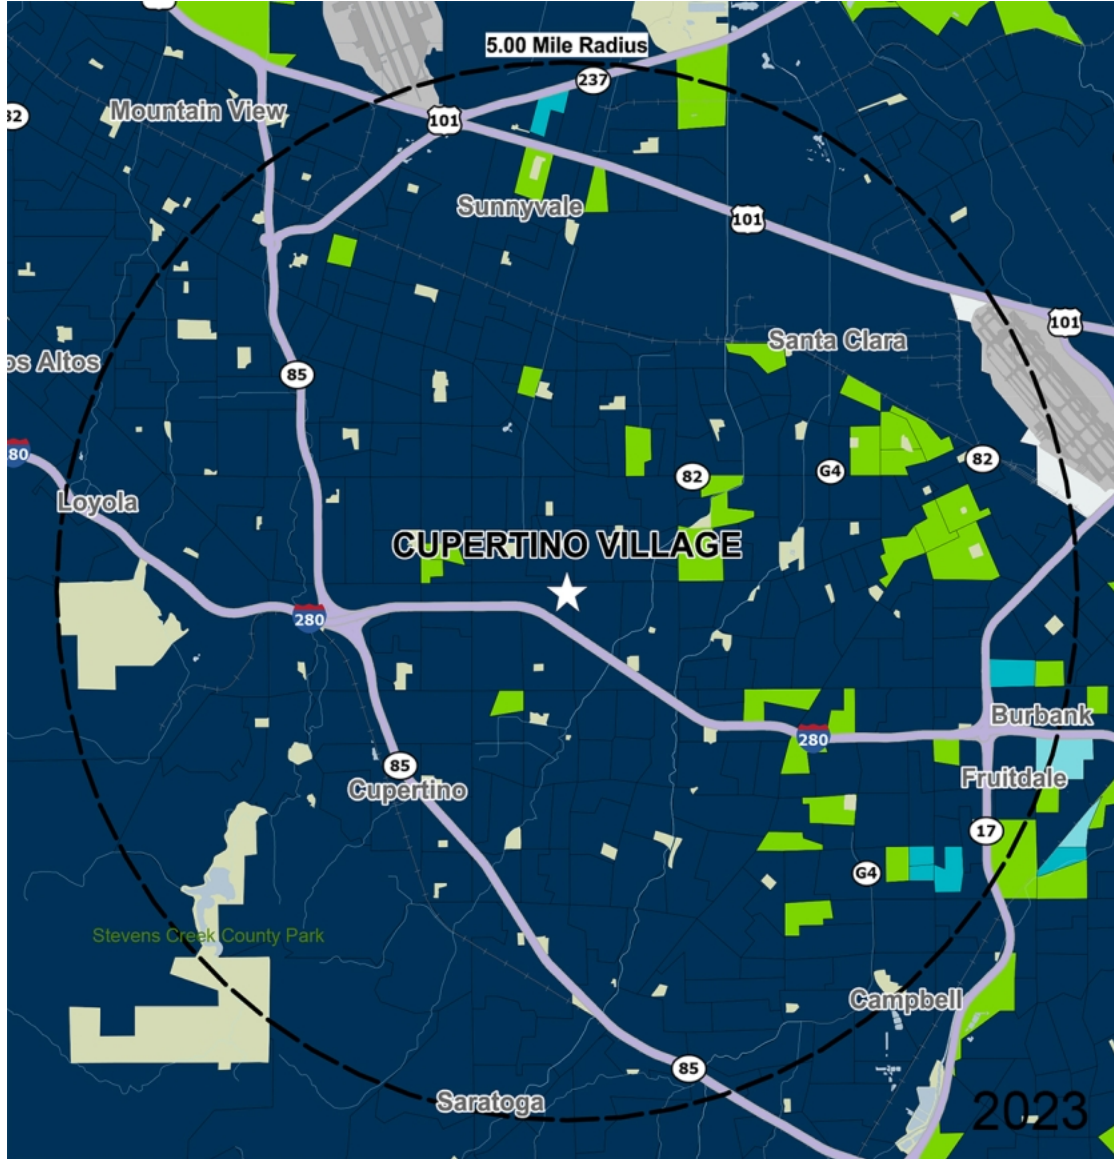 5.00 Mile Radius
237
Mountain View
82
101
Sunnyvale
101
101
Santa Clara
os Altos
85
80
82
G4
82
Loyola
CUPERTINO VILLAGE
280
Burbank
280
85
Cupertino
Fruitdale
17
G4
Stevens Creek County Park
Campbell
85
Saratoga
2023